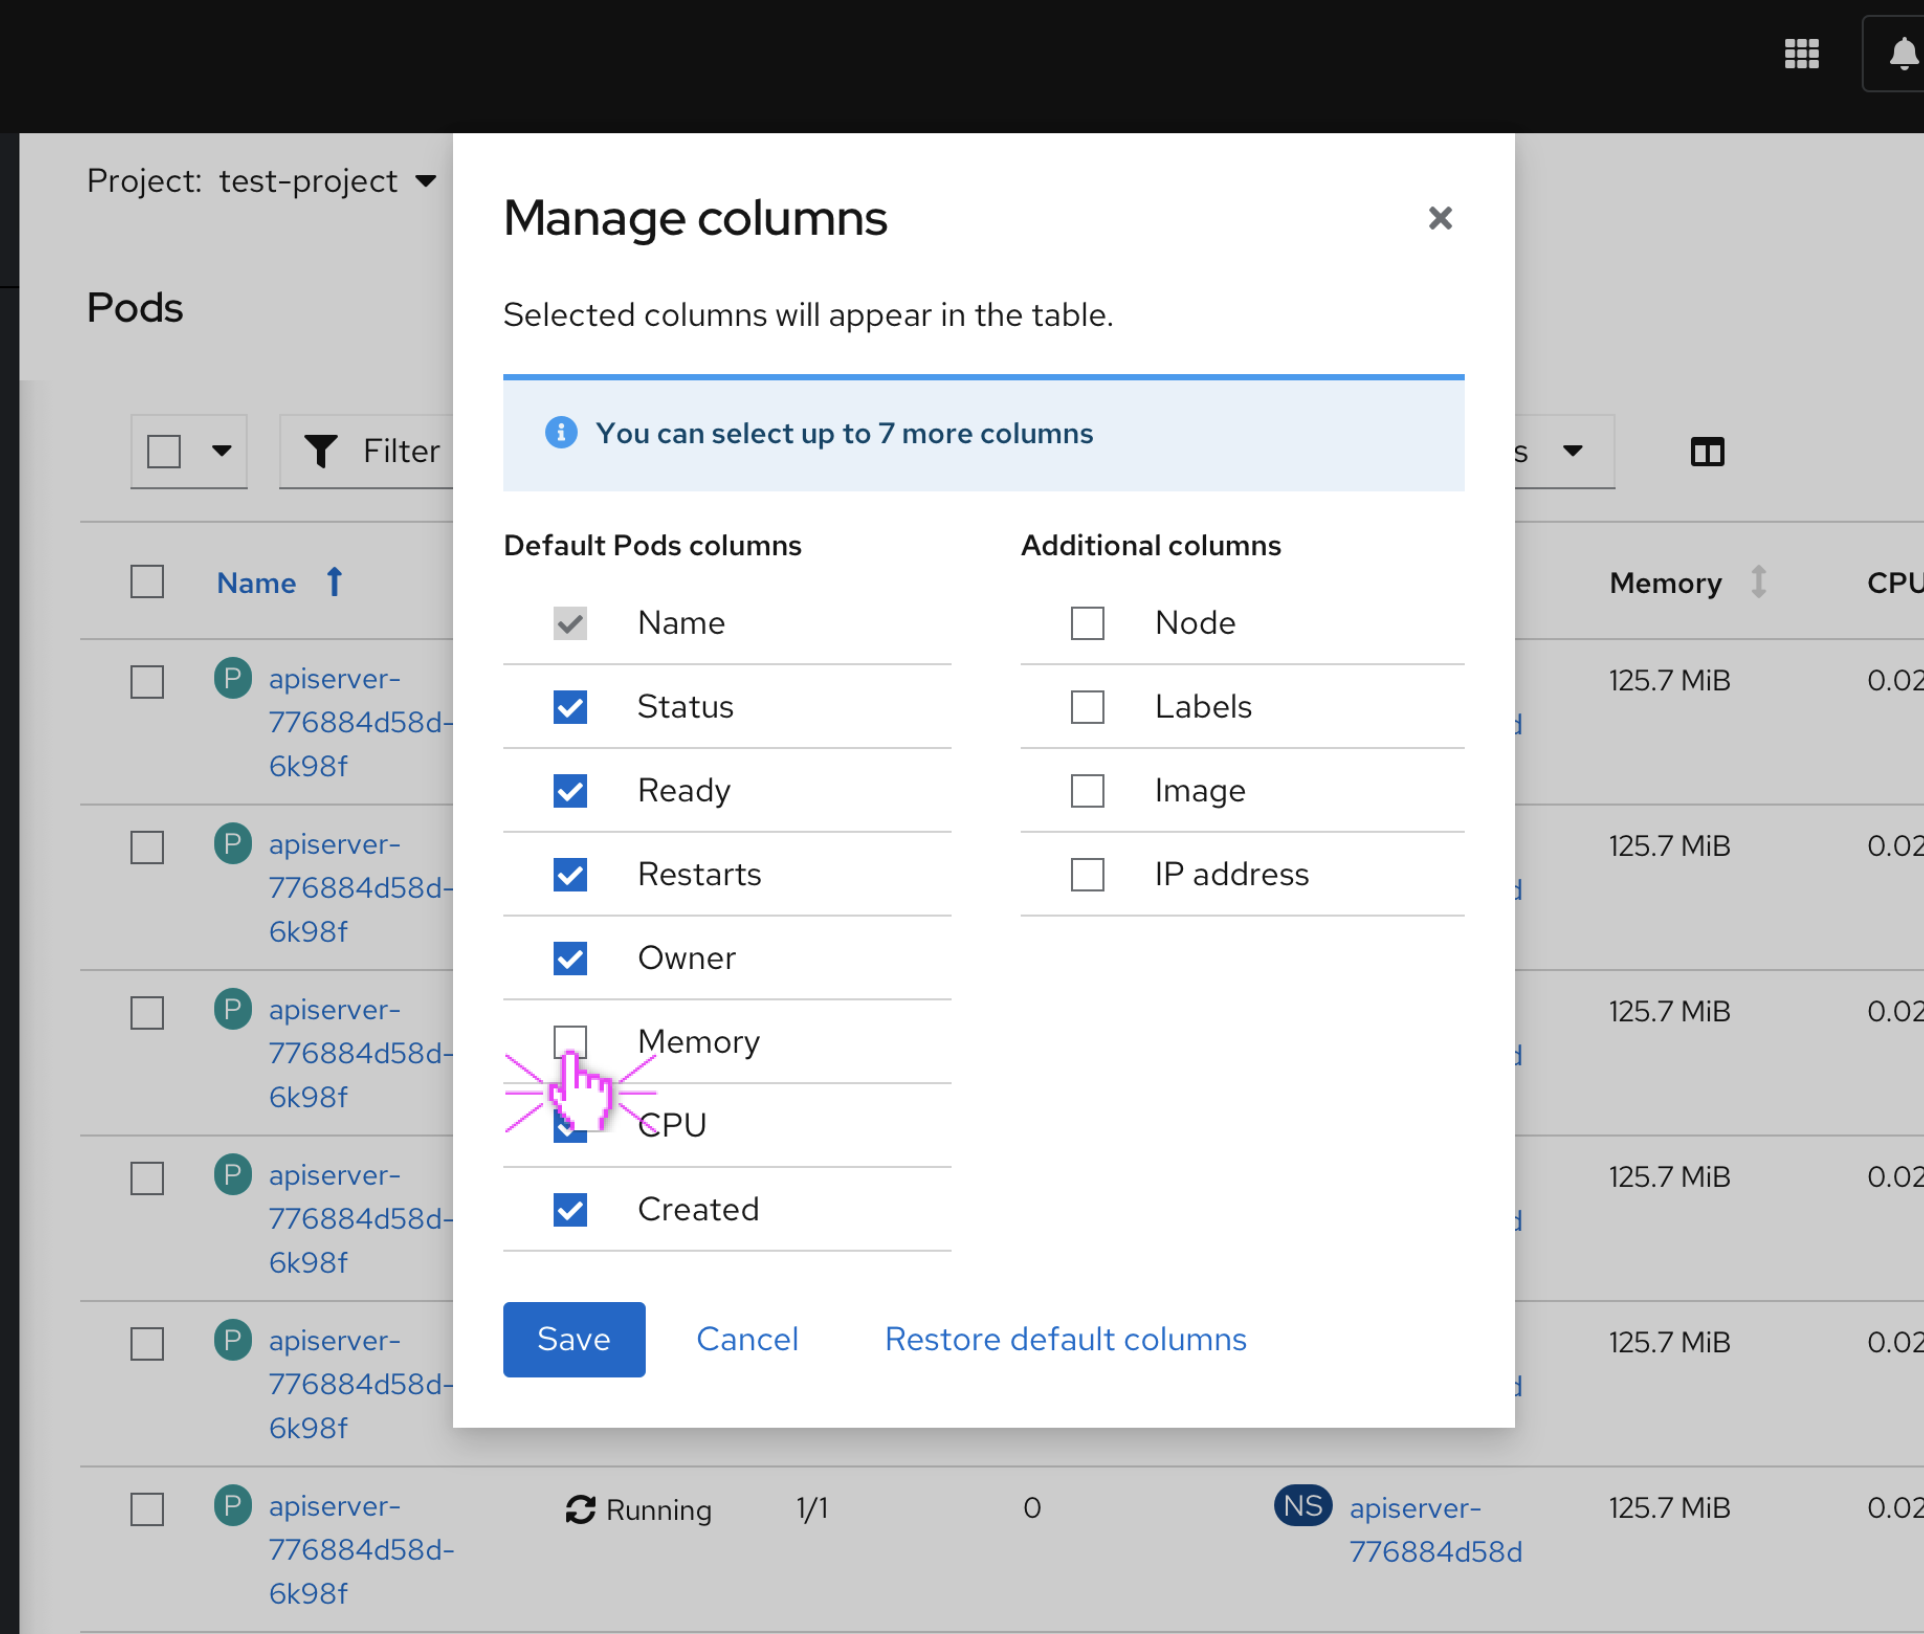 Project: test-project
Manage columns
Selected columns will appear in the table.
Pods
You can select up to 7 more columns
Filter
s
Default Pods columns
Additional columns
Name
Memory
CPU
Name
Node
Status
Labels
Ready
Image
Restarts
IP address
Owner
Memory
CPU
Created
Save Cancel Restore default columns
P apiserver-
776884d58d-
6k98f
d
125.7 MiB 0.02
P apiserver-
776884d58d-
6k98f
d
125.7 MiB 0.02
P apiserver-
776884d58d-
6k98f
d
125.7 MiB 0.02
P apiserver-
776884d58d-
6k98f
d
125.7 MiB 0.02
P apiserver-
776884d58d-
6k98f
d
125.7 MiB 0.02
P apiserver-
776884d58d-
6k98f
Running 1/1 0 NS apiserver-
776884d58d
125.7 MiB 0.02